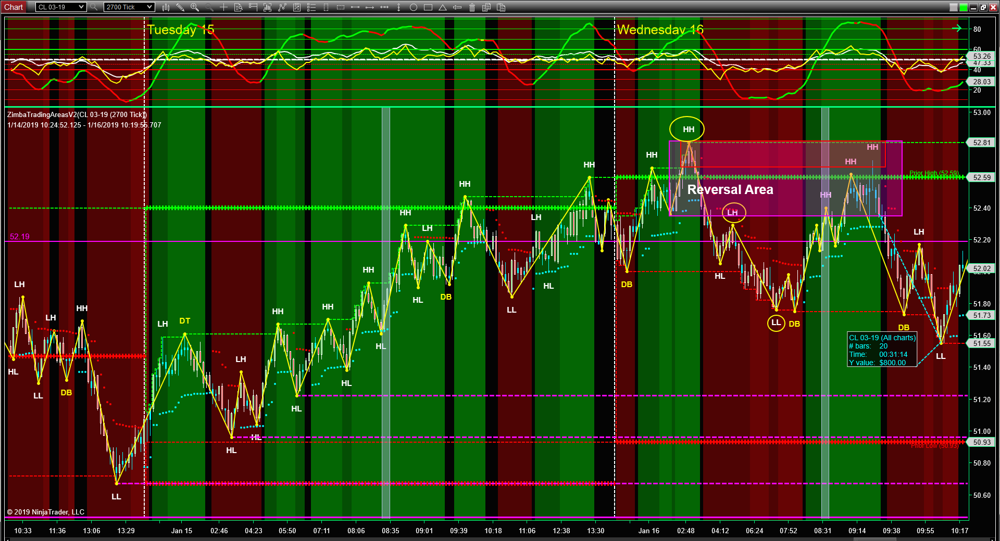 Chart
CL 03-19
2700 Tick
Tuesday 15
Wednesday 16
80
60
53.26
47.33
40
28.03
20
ZimbaTradingAreasV2(CL 03-19 (2700 Tick))
1/14/2019 10:24:52.125 - 1/16/2019 10:19:55.707
53.00
HH
52.81
HH
HH
HH
HH
Prior High (52.59)
52.59
HH
Reversal Area
HH
HH
LH
LH
LH
52.40
LH
LH
52.19
52.20
HH
HL
52.02
52.00
LH
DB
HL
DB
HL
51.80
HH
HH
HH
LL
LH
LH
DT
51.73
LL
DB
DB
51.60
CL 03-19 (All charts)
# bars: 20
Time: 00:31:14
Y value: $800.00
51.55
HL
LH
LL
HL
51.40
HL
DB
LL
HL
51.20
51.00
HL
HL
50.93
Prior Low (50.93)
50.80
LL
50.60
© 2019 NinjaTrader, LLC
10:33
11:36
13:06
13:29
Jan 15
02:46
04:23
05:50
07:11
08:06
08:35
09:01
09:39
10:18
11:06
12:38
13:30
Jan 16
02:48
04:12
06:24
07:52
08:31
09:14
09:38
09:55
10:17